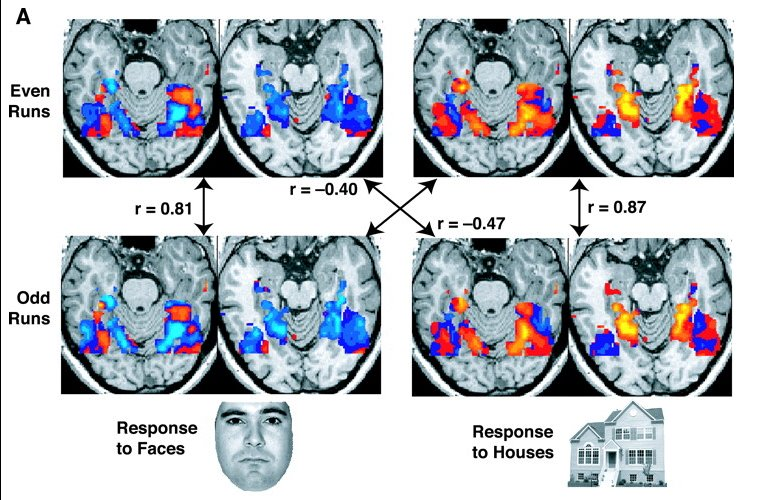 A
Even
Runs
r = 0.81
r = –0.40
r = –0.47
r = 0.87
Odd
Runs
Response
to Faces
Response
to Houses